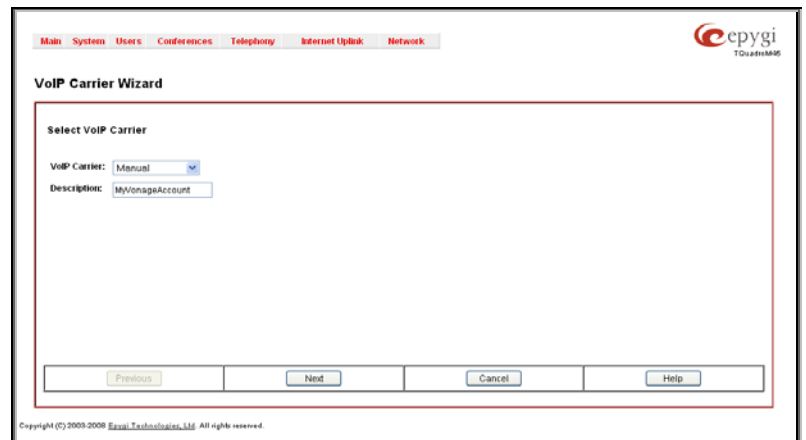 Main System Users Conferences Telephony Internet Uplink Network
epygi
TQuadroM45
VoIP Carrier Wizard
Select VoIP Carrier
VoIP Carrier: Manual
Description: MyVonageAccount
Previous Next Cancel Help
Copyright (C) 2003-2008 Epygi Technologies, Ltd. All rights reserved.